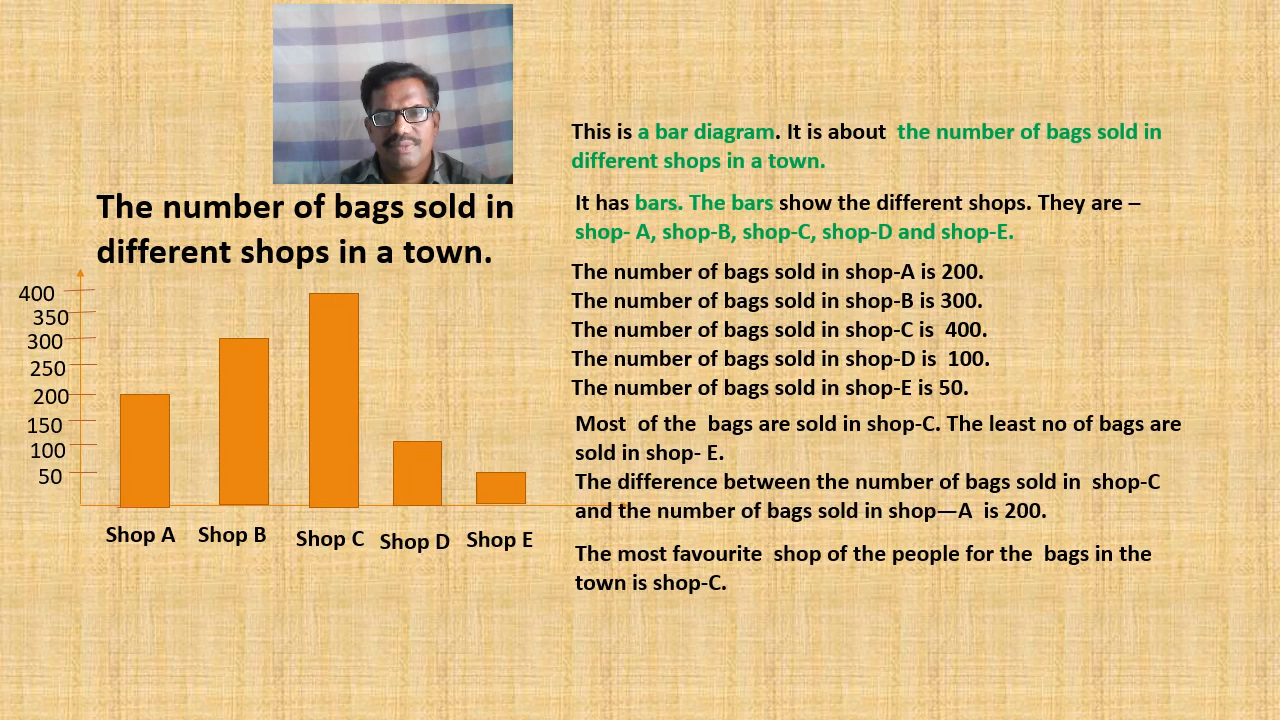 The number of bags sold in
different shops in a town.
400
350
300
250
200
150
100
50
Shop A Shop B Shop C Shop D Shop E
This is a bar diagram. It is about the number of bags sold in
different shops in a town.
It has bars. The bars show the different shops. They are –
shop- A, shop-B, shop-C, shop-D and shop-E.
The number of bags sold in shop-A is 200.
The number of bags sold in shop-B is 300.
The number of bags sold in shop-C is 400.
The number of bags sold in shop-D is 100.
The number of bags sold in shop-E is 50.
Most of the bags are sold in shop-C. The least no of bags are
sold in shop- E.
The difference between the number of bags sold in shop-C
and the number of bags sold in shop—A is 200.
The most favourite shop of the people for the bags in the
town is shop-C.